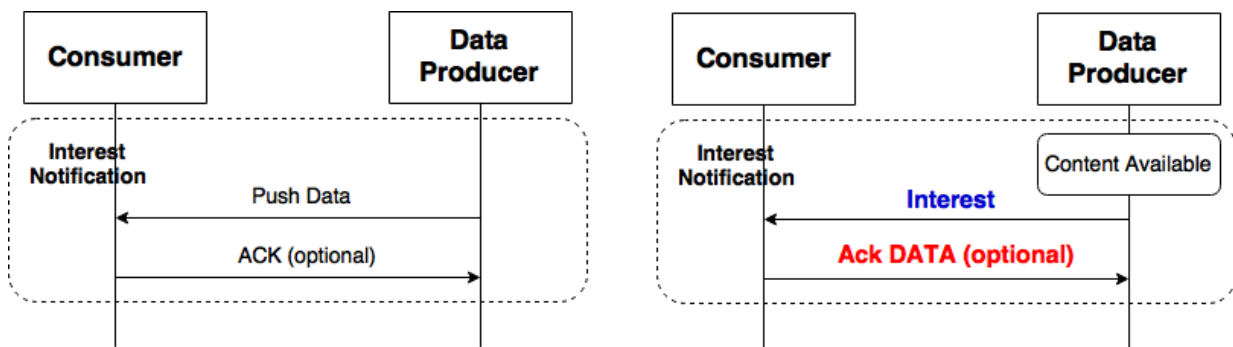 Consumer
Data
Producer
Interest
Notification
Push Data
ACK (optional)
Consumer
Data
Producer
Interest
Notification
Content Available
Interest
Ack DATA (optional)